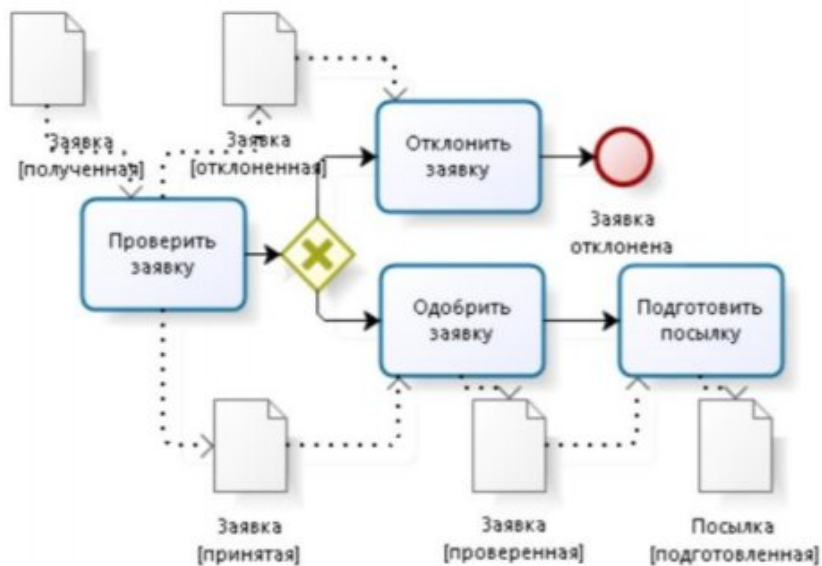 Заявка
[полученная]
Заявка
[отклоненная]
Отклонить
заявку
Заявка
отклонена
Проверить
заявку
Одобрить
заявку
Подготовить
посылку
Заявка
[принятая]
Заявка
[проверенная]
Посылка
[подготовленная]